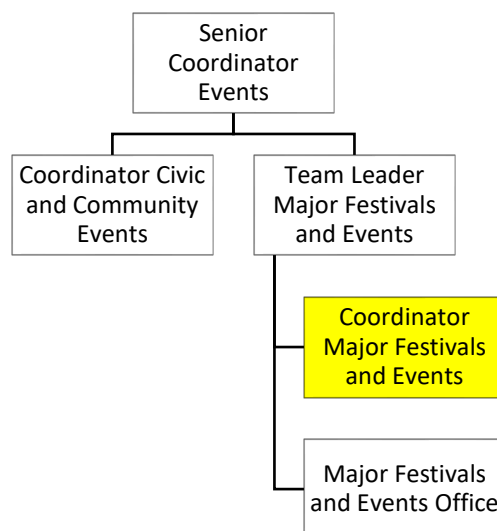 Senior
Coordinator
Events
Coordinator Civic
and Community
Events
Team Leader
Major Festivals
and Events
Coordinator
Major Festivals
and Events
Major Festivals
and Events Office